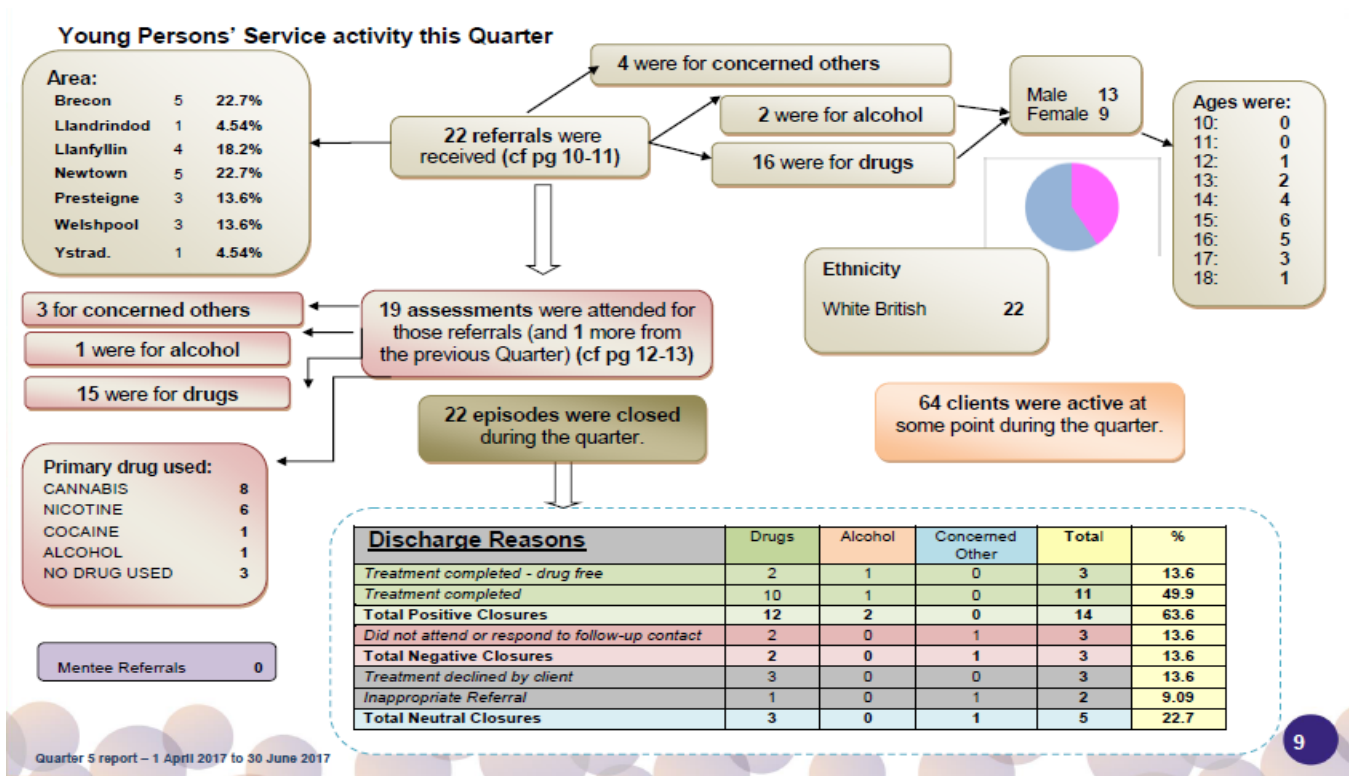 Young Persons' Service activity this Quarter
Area:
Brecon 5 22.7%
Llandrindod 1 4.54%
Llanfyllin 4 18.2%
Newtown 5 22.7%
Presteigne 3 13.6%
Welshpool 3 13.6%
Ystrad. 1 4.54%
22 referrals were
received (cf pg 10-11)
4 were for concerned others
2 were for alcohol
16 were for drugs
Male 13
Female 9
Ages were:
10: 0
11: 0
12: 1
13: 2
14: 4
15: 6
16: 5
17: 3
18: 1
Ethnicity
White British 22
3 for concerned others
1 were for alcohol
15 were for drugs
19 assessments were attended for
those referrals (and 1 more from
the previous Quarter) (cf pg 12-13)
22 episodes were closed
during the quarter.
64 clients were active at
some point during the quarter.
Primary drug used:
CANNABIS 8
NICOTINE 6
COCAINE 1
ALCOHOL 1
NO DRUG USED 3
Mentee Referrals 0
Discharge Reasons Drugs Alcohol Concerned Other Total %
Treatment completed - drug free 2 1 0 3 13.6
Treatment completed 10 1 0 11 49.9
Total Positive Closures 12 2 0 14 63.6
Did not attend or respond to follow-up contact 2 0 1 3 13.6
Total Negative Closures 2 0 1 3 13.6
Treatment declined by client 3 0 0 3 13.6
Inappropriate Referral 1 0 1 2 9.09
Total Neutral Closures 3 0 1 5 22.7
Quarter 5 report – 1 April 2017 to 30 June 2017
9